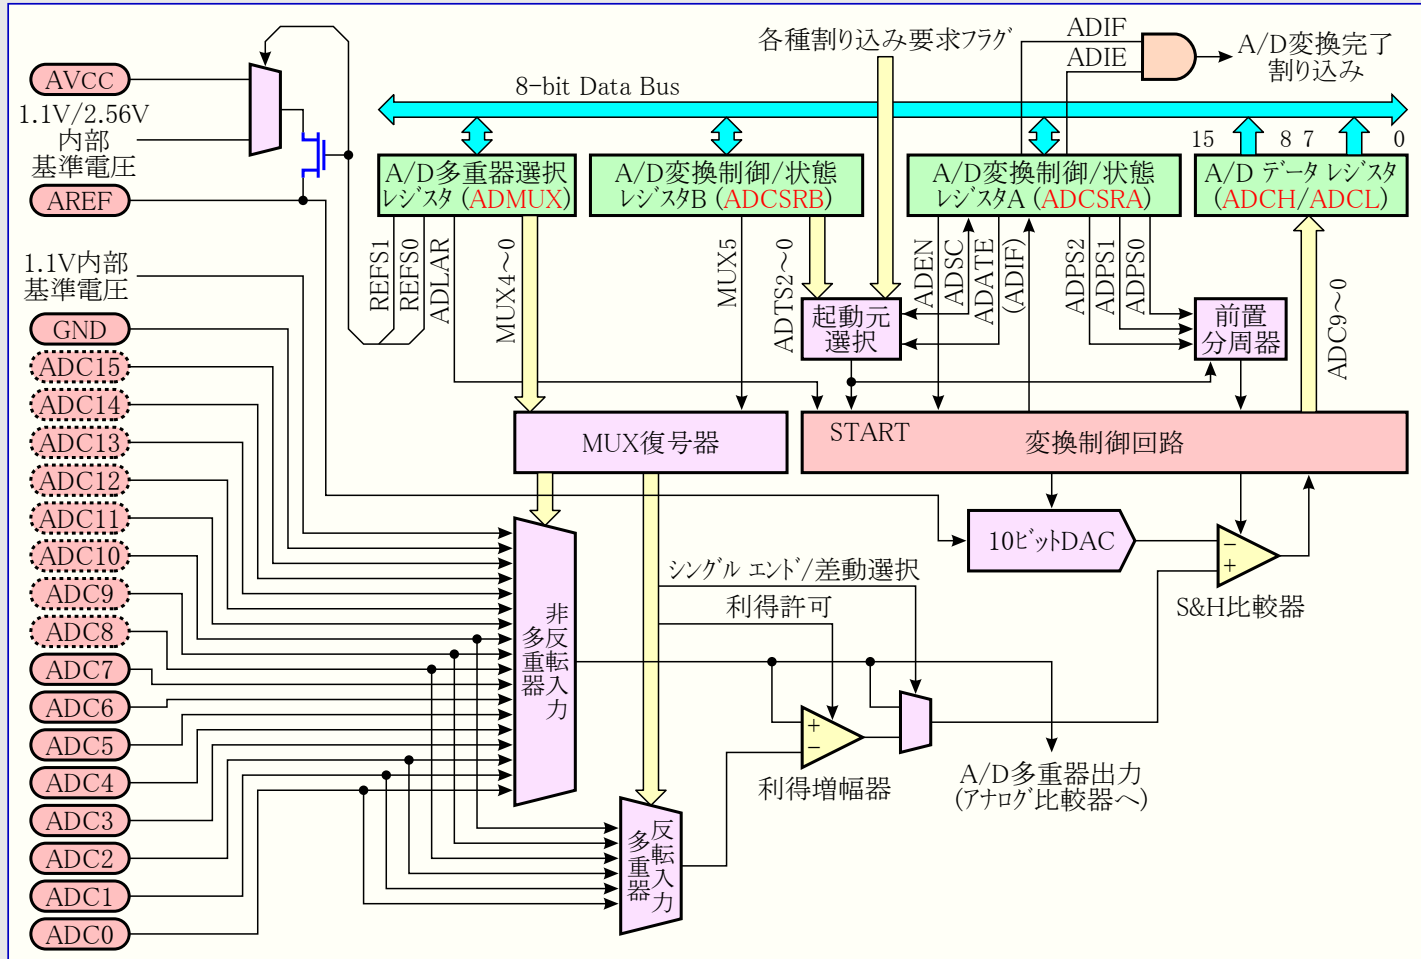 各種割り込み要求フラグ
ADIF
ADIE
A/D変換完了
割り込み
8-bit Data Bus
AVCC
1.1V/2.56V
内部
基準電圧
AREF
15
8 7
0
A/D多重器選択
レジスタ (ADMUX)
A/D変換制御/状態
レジスタB (ADCSRB)
A/D変換制御/状態
レジスタA (ADCSRA)
A/D データ レジスタ
(ADCH/ADCL)
REFS1
REFS0
ADLAR
MUX4～0
MUX5
ADTS2～0
ADEN
ADSC
ADATE
(ADIF)
ADPS2
ADPS1
ADPS0
ADC9～0
起動元
選択
前置
分周器
1.1V内部
基準電圧
GND
ADC15
ADC14
ADC13
ADC12
ADC11
ADC10
ADC9
ADC8
ADC7
ADC6
ADC5
ADC4
ADC3
ADC2
ADC1
ADC0
MUX復号器
START
変換制御回路
10ビットDAC
−
+
S&H比較器
シングル エンド/差動選択
利得許可
非反転入力
多重器
+
−
利得増幅器
A/D多重器出力
(アナログ比較器へ)
反転入力
多重器